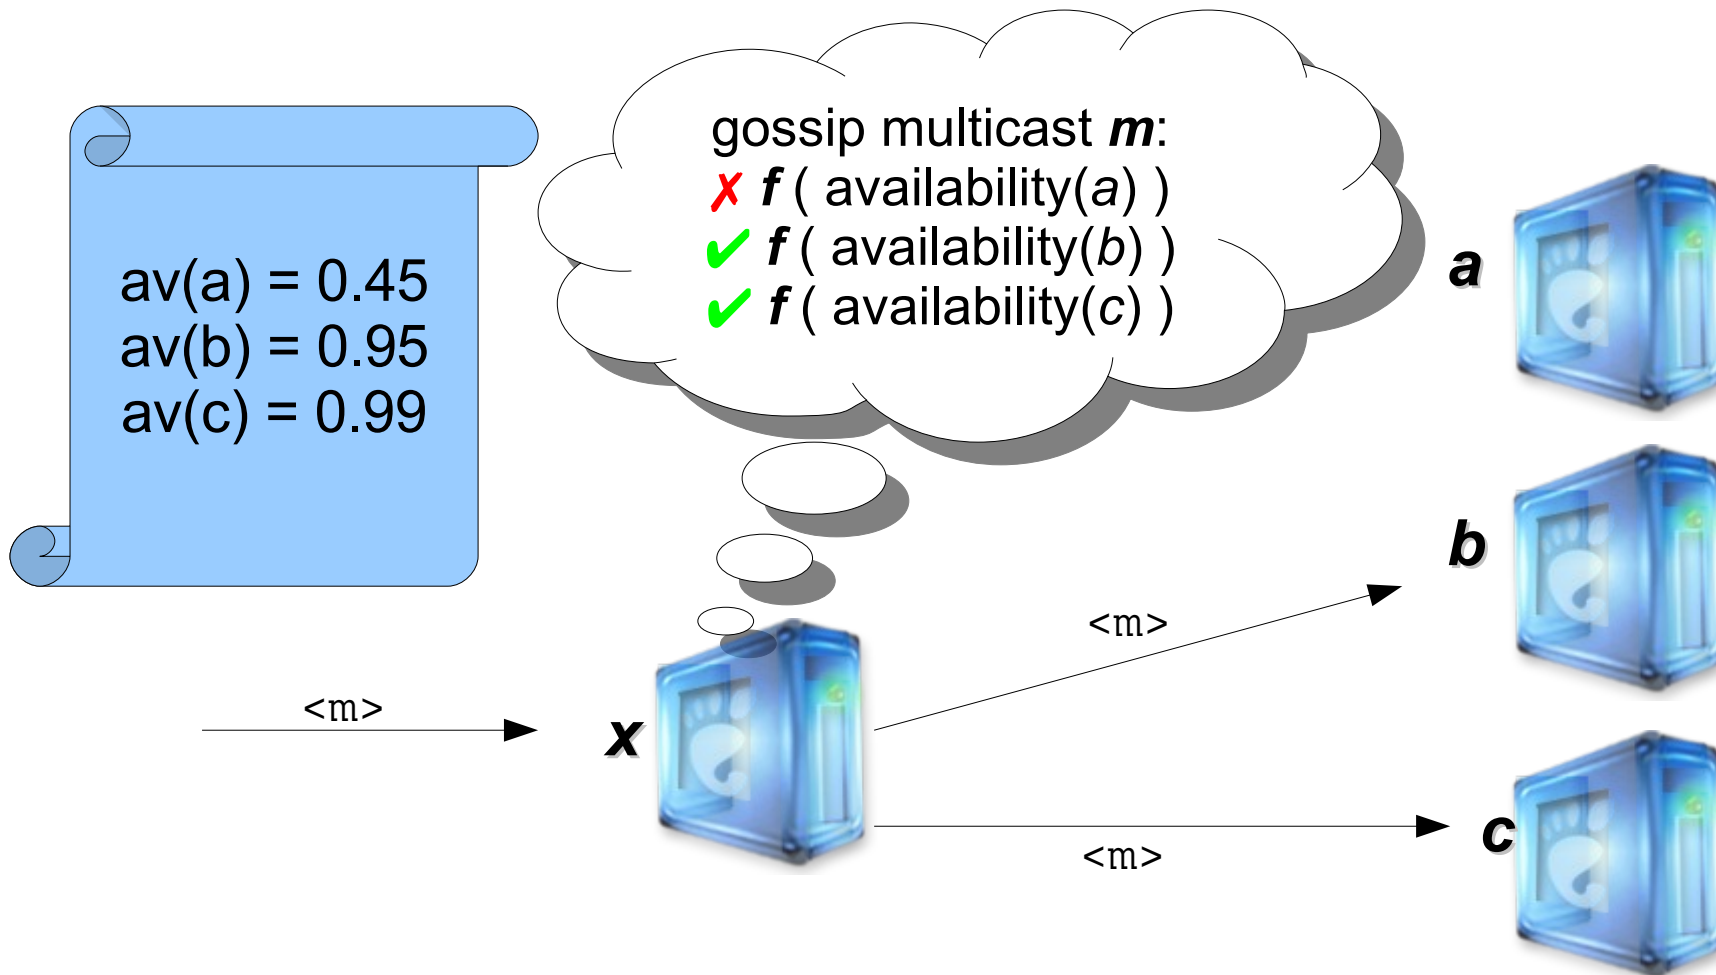 av(a) = 0.45
av(b) = 0.95
av(c) = 0.99
gossip multicast m:
✗ f ( availability(a) )
✔ f ( availability(b) )
✔ f ( availability(c) )
a
b
<m>
<m>
x
c
<m>